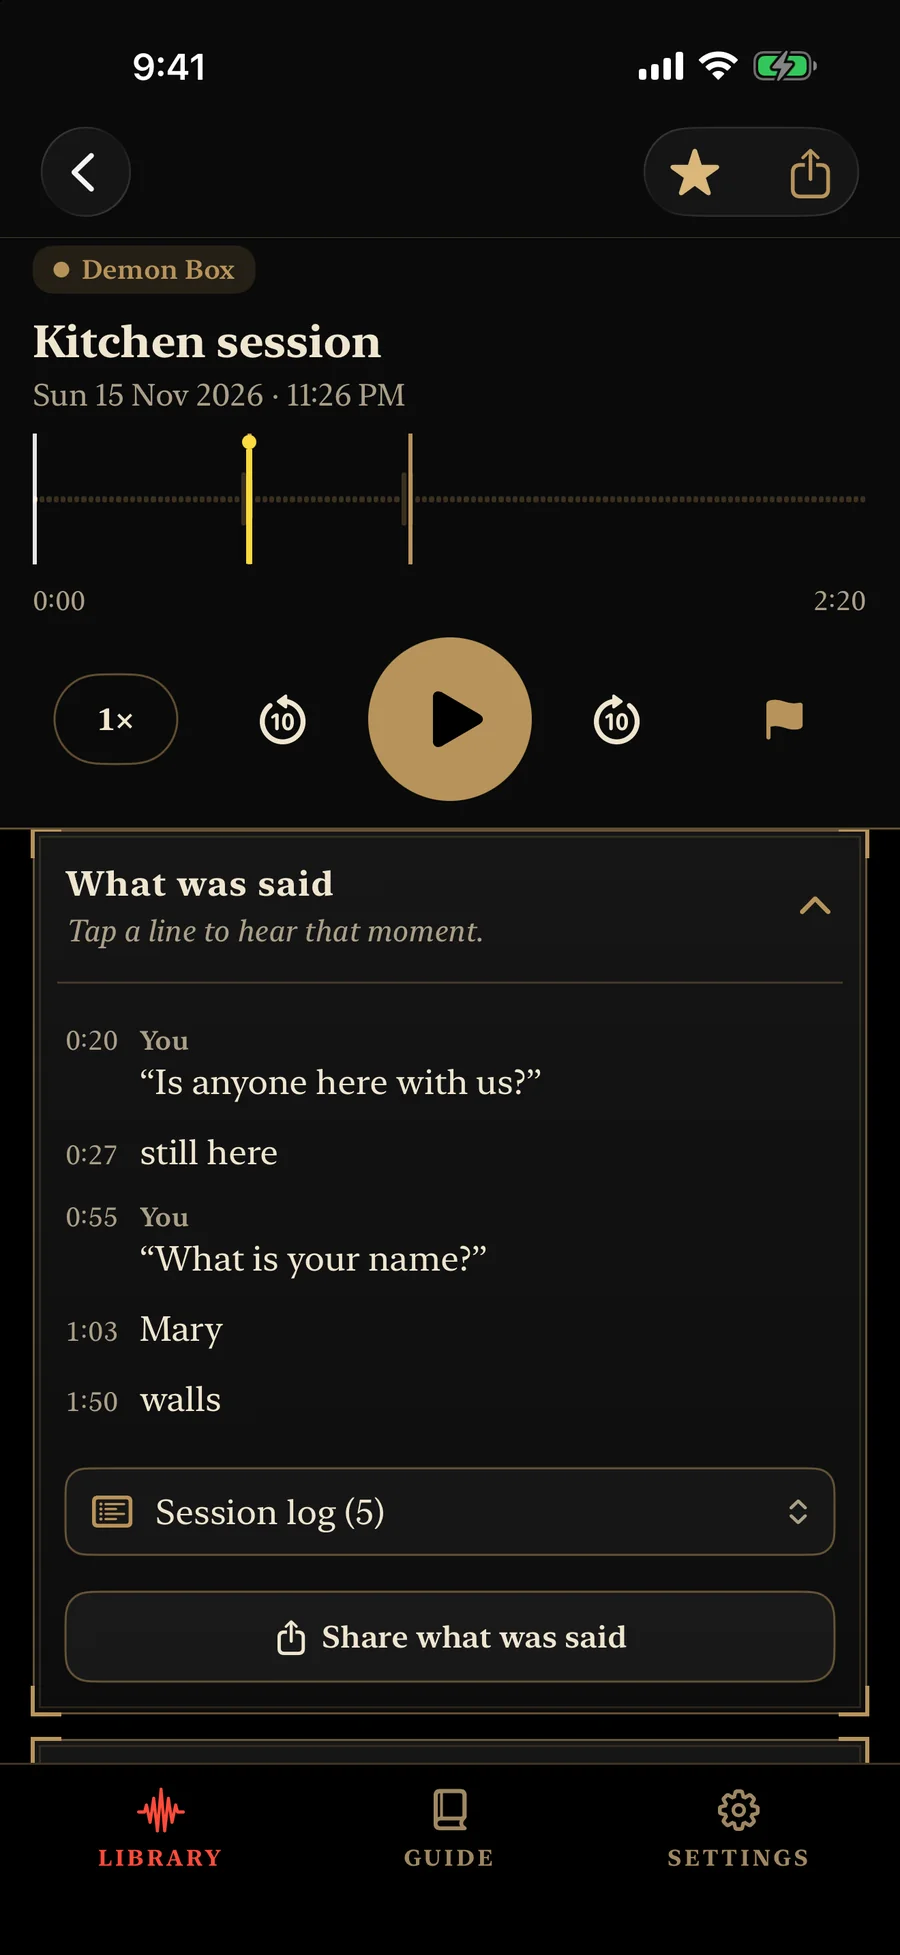 9:41
Demon Box
Kitchen session
Sun 15 Nov 2026 · 11:26 PM
0:00
2:20
1×
10
10
What was said
Tap a line to hear that moment.
0:20 You
“Is anyone here with us?”
0:27 still here
0:55 You
“What is your name?”
1:03 Mary
1:50 walls
Session log (5)
Share what was said
LIBRARY
GUIDE
SETTINGS